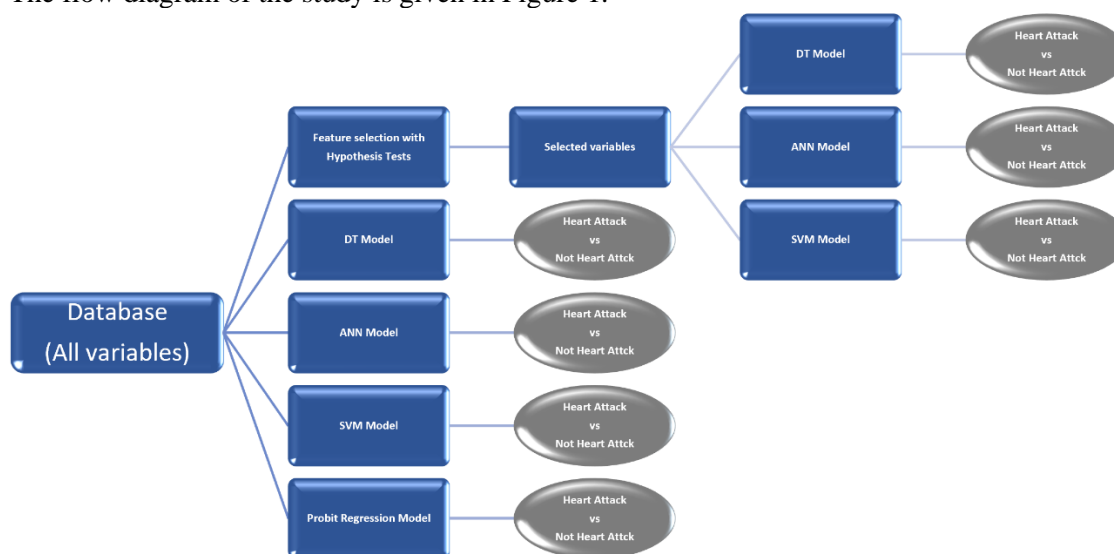 The flow diagram of the study is given in Figure 1.
DT Model
Heart Attack
vs
Not Heart Attck
Feature selection with
Hypothesis Tests
Selected variables
ANN Model
Heart Attack
vs
Not Heart Attck
SVM Model
Heart Attack
vs
Not Heart Attck
Database
(All variables)
DT Model
Heart Attack
vs
Not Heart Attck
ANN Model
Heart Attack
vs
Not Heart Attck
SVM Model
Heart Attack
vs
Not Heart Attck
Probit Regression Model
Heart Attack
vs
Not Heart Attck